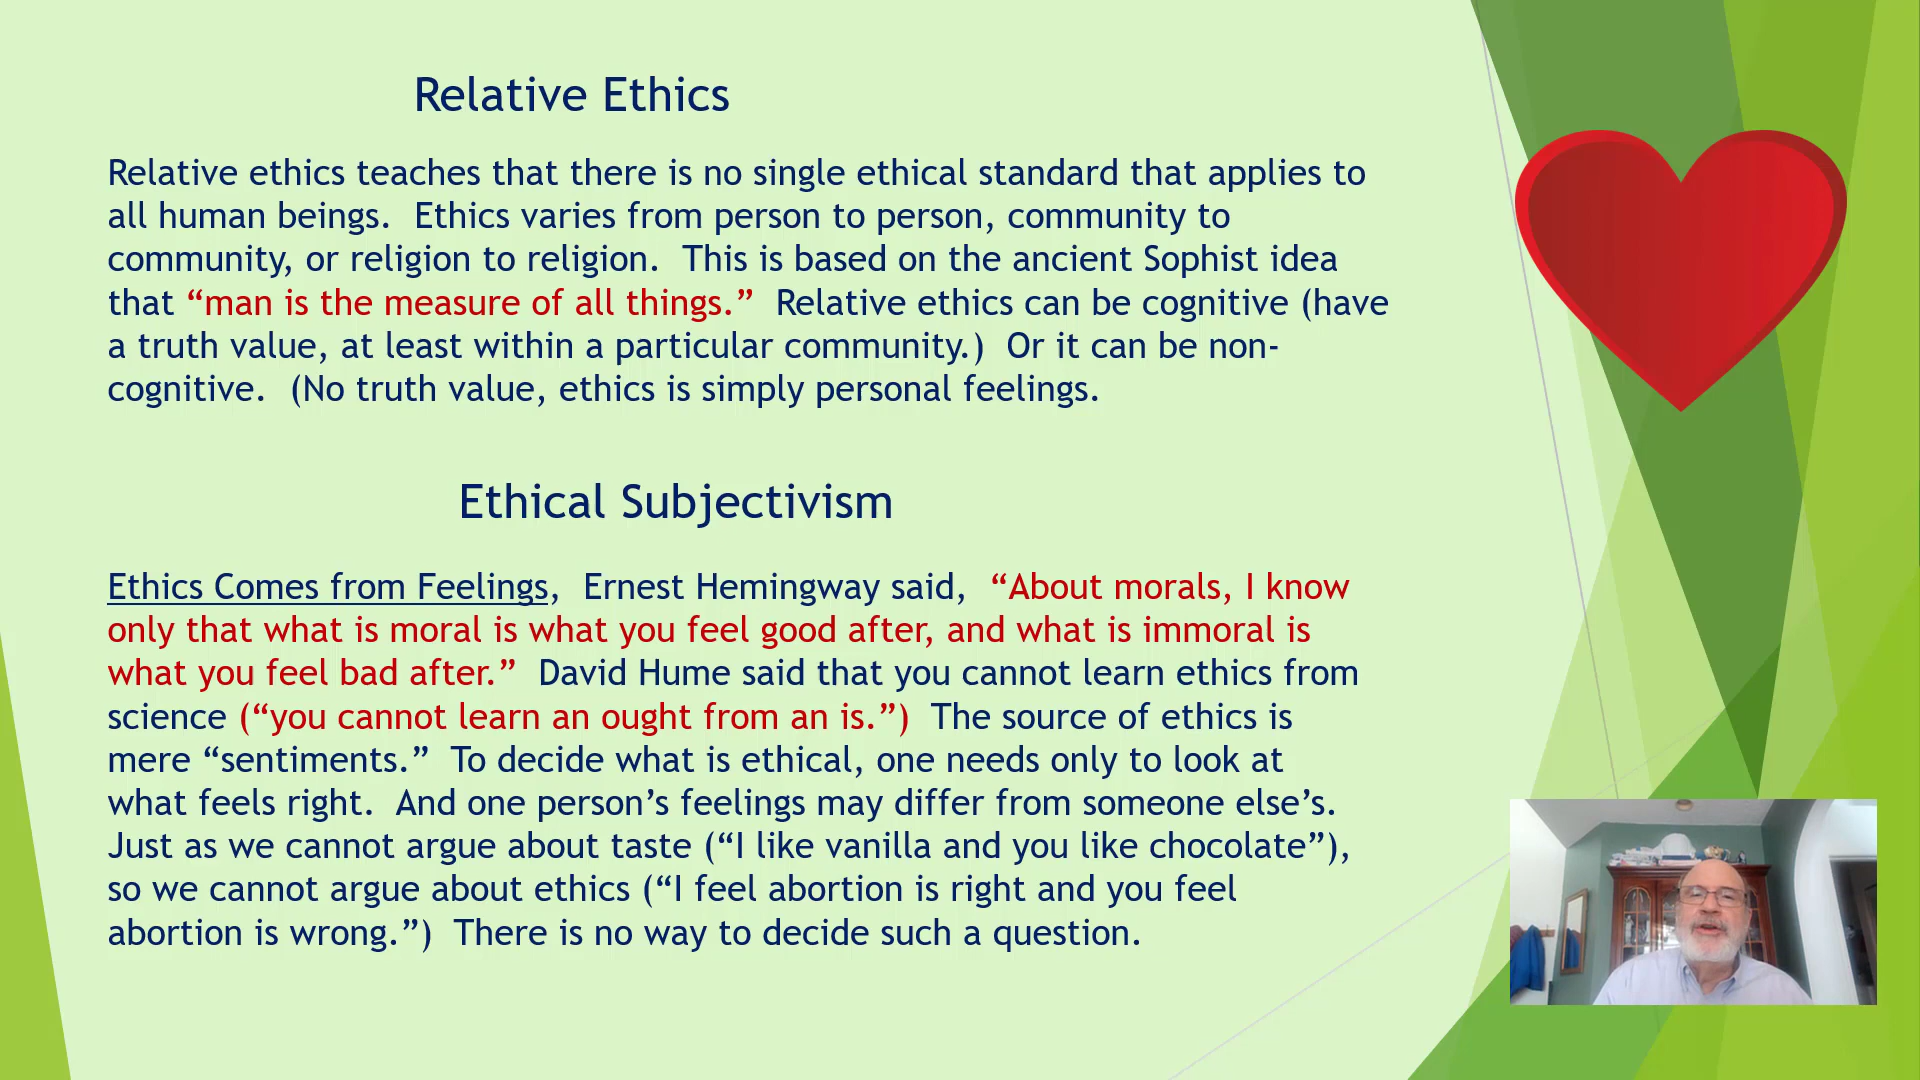 Relative Ethics
Relative ethics teaches that there is no single ethical standard that applies to
all human beings.  Ethics varies from person to person, community to
community, or religion to religion.  This is based on the ancient Sophist idea
that “man is the measure of all things.”  Relative ethics can be cognitive (have
a truth value, at least within a particular community.)  Or it can be non-
cognitive.  (No truth value, ethics is simply personal feelings.
Ethical Subjectivism
Ethics Comes from Feelings,  Ernest Hemingway said,  “About morals, I know
only that what is moral is what you feel good after, and what is immoral is
what you feel bad after.”  David Hume said that you cannot learn ethics from
science (“you cannot learn an ought from an is.”)  The source of ethics is
mere “sentiments.”  To decide what is ethical, one needs only to look at
what feels right.  And one person’s feelings may differ from someone else’s.
Just as we cannot argue about taste (“I like vanilla and you like chocolate”),
so we cannot argue about ethics (“I feel abortion is right and you feel
abortion is wrong.”)  There is no way to decide such a question.